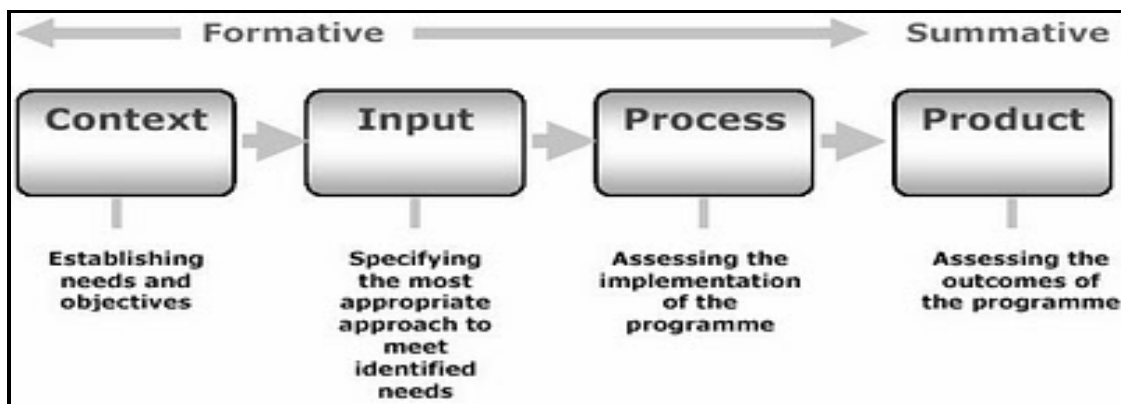 Formative Summative
Context Input Process Product
Establishing
needs and
objectives
Specifying
the most
appropriate
approach to
meet
identified
needs
Assessing the
implementation
of the
programme
Assessing the
outcomes of
the programme